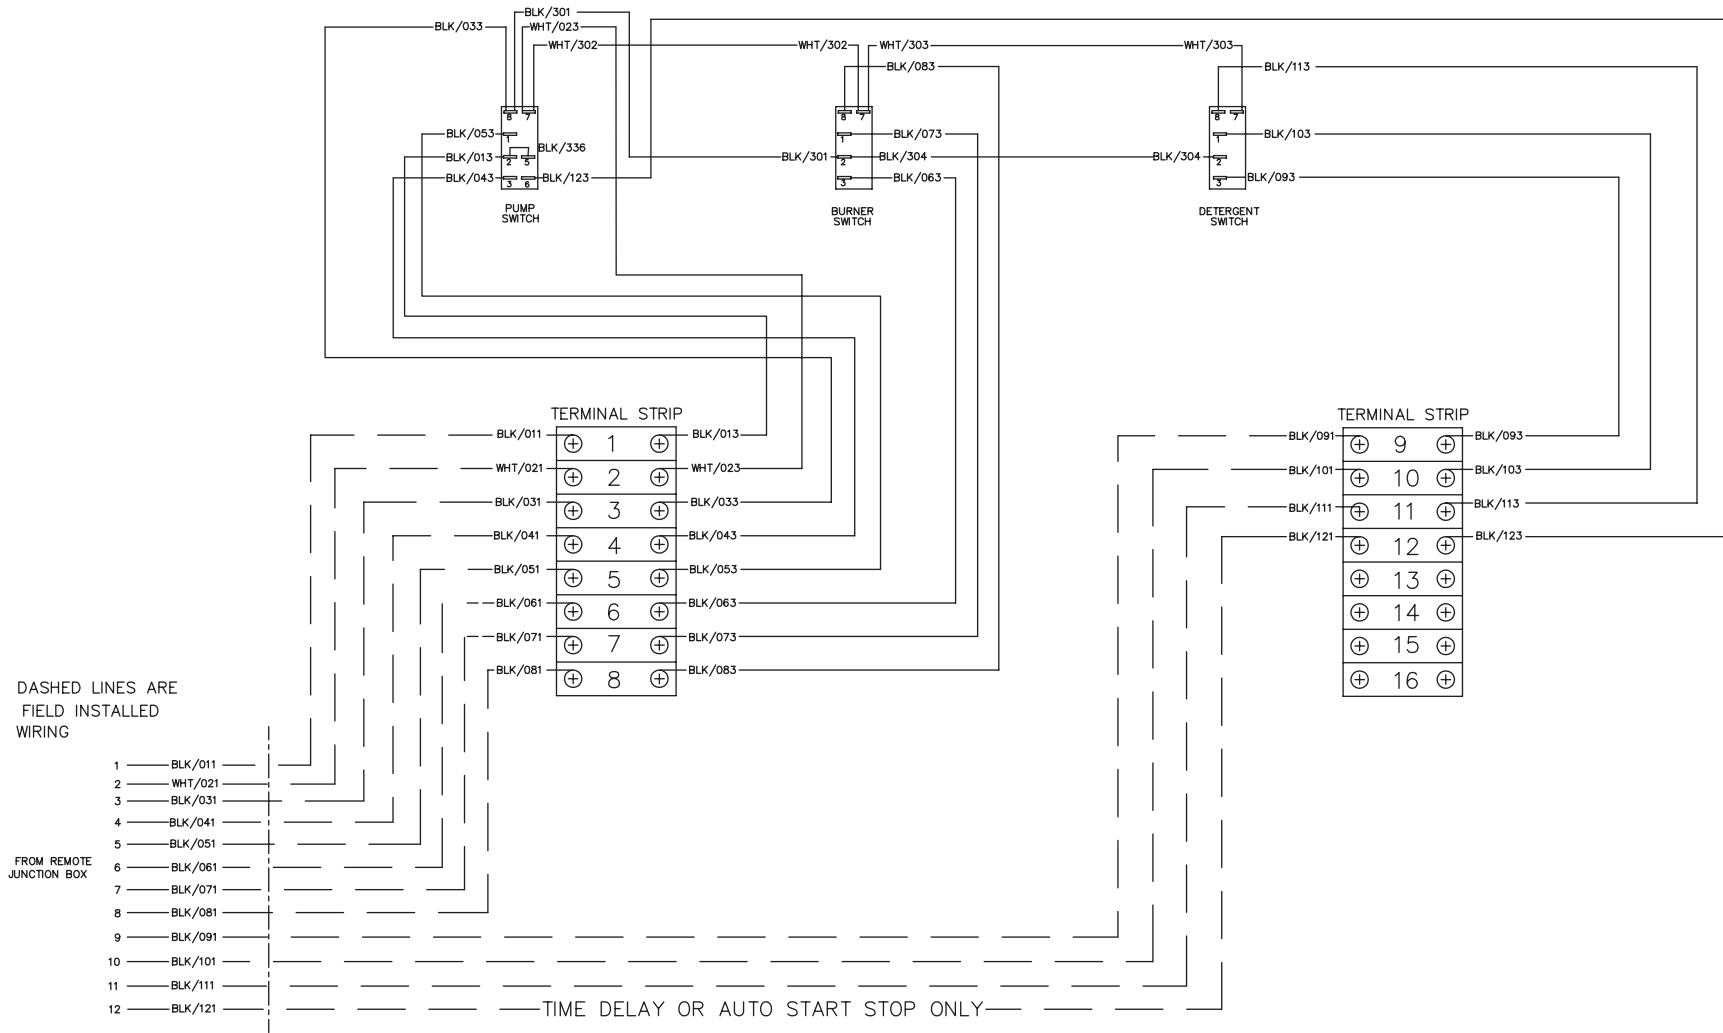 BLK/301
BLK/033 WHT/023
WHT/302 WHT/302 WHT/303 WHT/303
BLK/083 BLK/113
8 7 8 7 8 7
BLK/053 1 1 BLK/073 1 BLK/103
BLK/336
BLK/013 2 5 BLK/301 2 BLK/304 BLK/304 2
BLK/043 3 6 BLK/123 3 BLK/063 3 BLK/093
PUMP
SWITCH
BURNER
SWITCH
DETERGENT
SWITCH
TERMINAL STRIP
BLK/011 1 BLK/013
WHT/021 2 WHT/023
BLK/031 3 BLK/033
BLK/041 4 BLK/043
BLK/051 5 BLK/053
BLK/061 6 BLK/063
BLK/071 7 BLK/073
BLK/081 8 BLK/083
TERMINAL STRIP
BLK/091 9 BLK/093
BLK/101 10 BLK/103
BLK/111 11 BLK/113
BLK/121 12 BLK/123
13
14
15
16
DASHED LINES ARE
FIELD INSTALLED
WIRING
FROM REMOTE
JUNCTION BOX
1 BLK/011
2 WHT/021
3 BLK/031
4 BLK/041
5 BLK/051
6 BLK/061
7 BLK/071
8 BLK/081
9 BLK/091
10 BLK/101
11 BLK/111
12 BLK/121
TIME DELAY OR AUTO START STOP ONLY